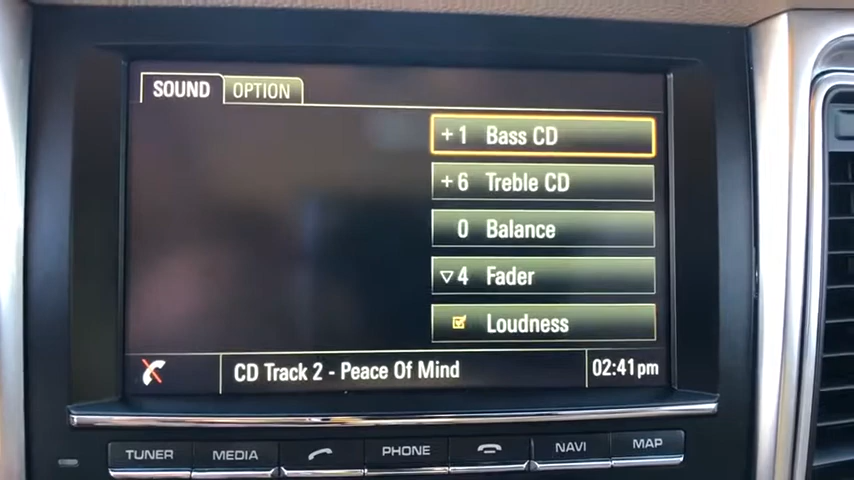 SOUND OPTION
+1 Bass CD
+6 Treble CD
0 Balance
▽4 Fader
Loudness
CD Track 2 - Peace Of Mind 02:41pm
TUNER MEDIA PHONE NAVI MAP